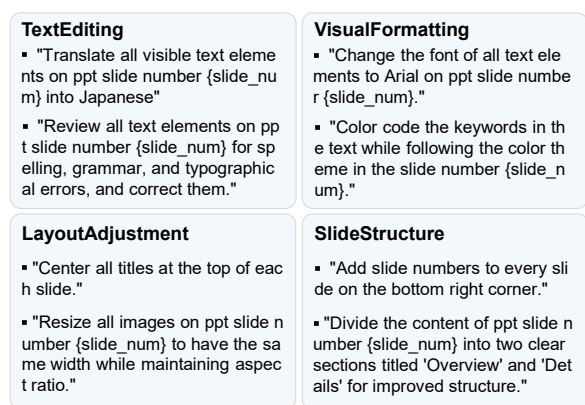 TextEditing
▪ "Translate all visible text eleme
nts on ppt slide number {slide_nu
m} into Japanese"
▪ "Review all text elements on pp
t slide number {slide_num} for sp
elling, grammar, and typographic
al errors, and correct them."
VisualFormatting
▪ "Change the font of all text ele
ments to Arial on ppt slide numbe
r {slide_num}."
▪ "Color code the keywords in th
e text while following the color th
eme in the slide number {slide_n
um}."
LayoutAdjustment
▪ "Center all titles at the top of eac
h slide."
▪ "Resize all images on ppt slide n
umber {slide_num} to have the sa
me width while maintaining aspec
t ratio."
SlideStructure
▪ "Add slide numbers to every sli
de on the bottom right corner."
▪ "Divide the content of ppt slide n
umber {slide_num} into two clear
sections titled 'Overview' and 'Det
ails' for improved structure."